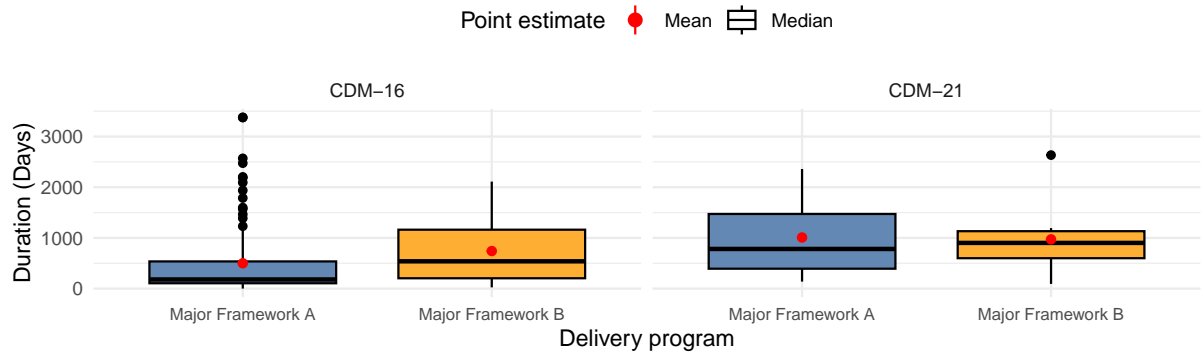 Point estimate Mean Median
CDM−16 CDM−21
Duration (Days)
3000
2000
1000
0
Major Framework A Major Framework B Major Framework A Major Framework B
Delivery program